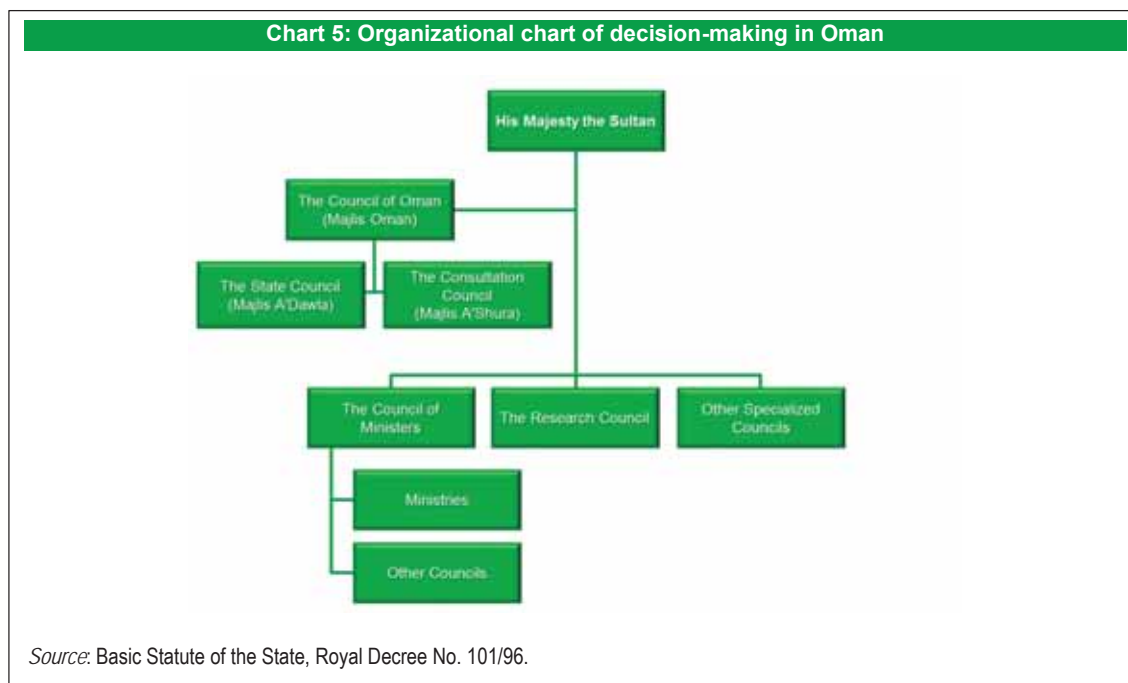 Chart 5: Organizational chart of decision-making in Oman
His Majesty the Sultan
The Council of Oman
(Majlis Oman)
The State Council
(Majlis A'Dawta)
The Consultation
Council
(Majlis A'Shura)
The Council of
Ministers
The Research Council
Other Specialized
Councils
Ministries
Other Councils
Source: Basic Statute of the State, Royal Decree No. 101/96.